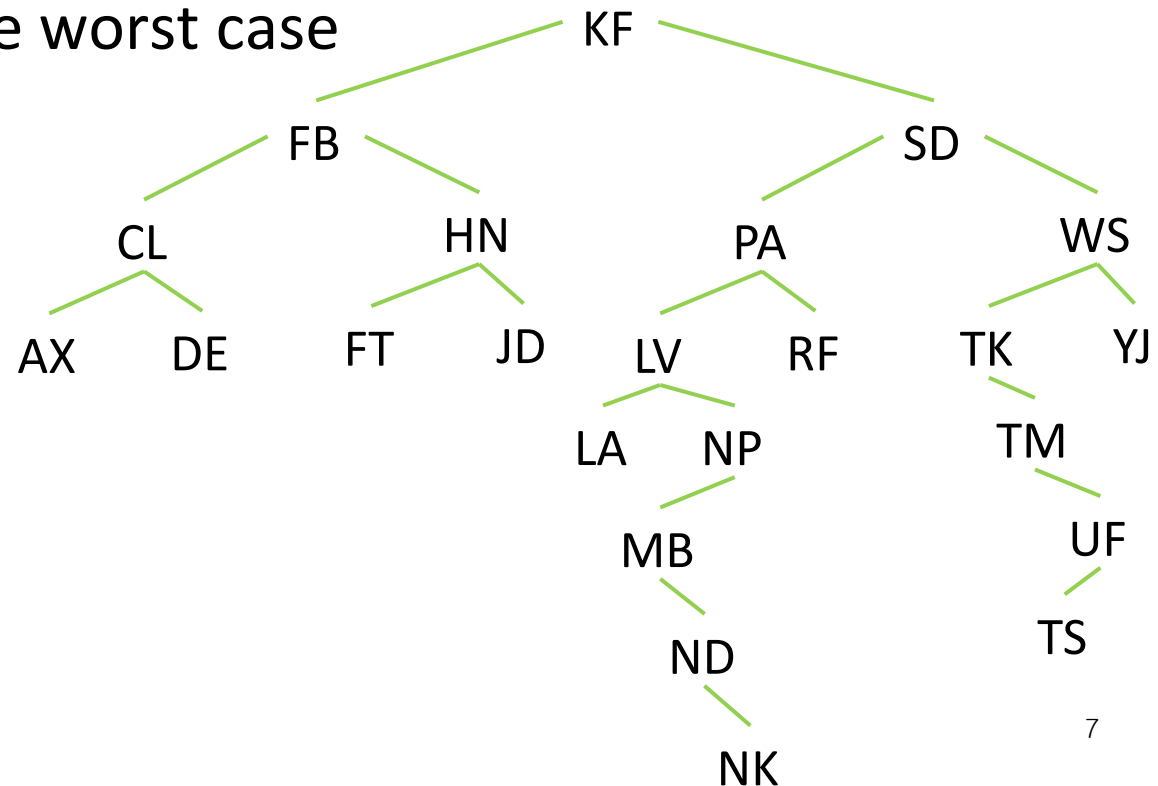 e worst case
KF
FB SD
CL HN PA WS
AX DE FT JD LV RF TK YJ
LA NP TM
MB UF
ND TS
NK
7